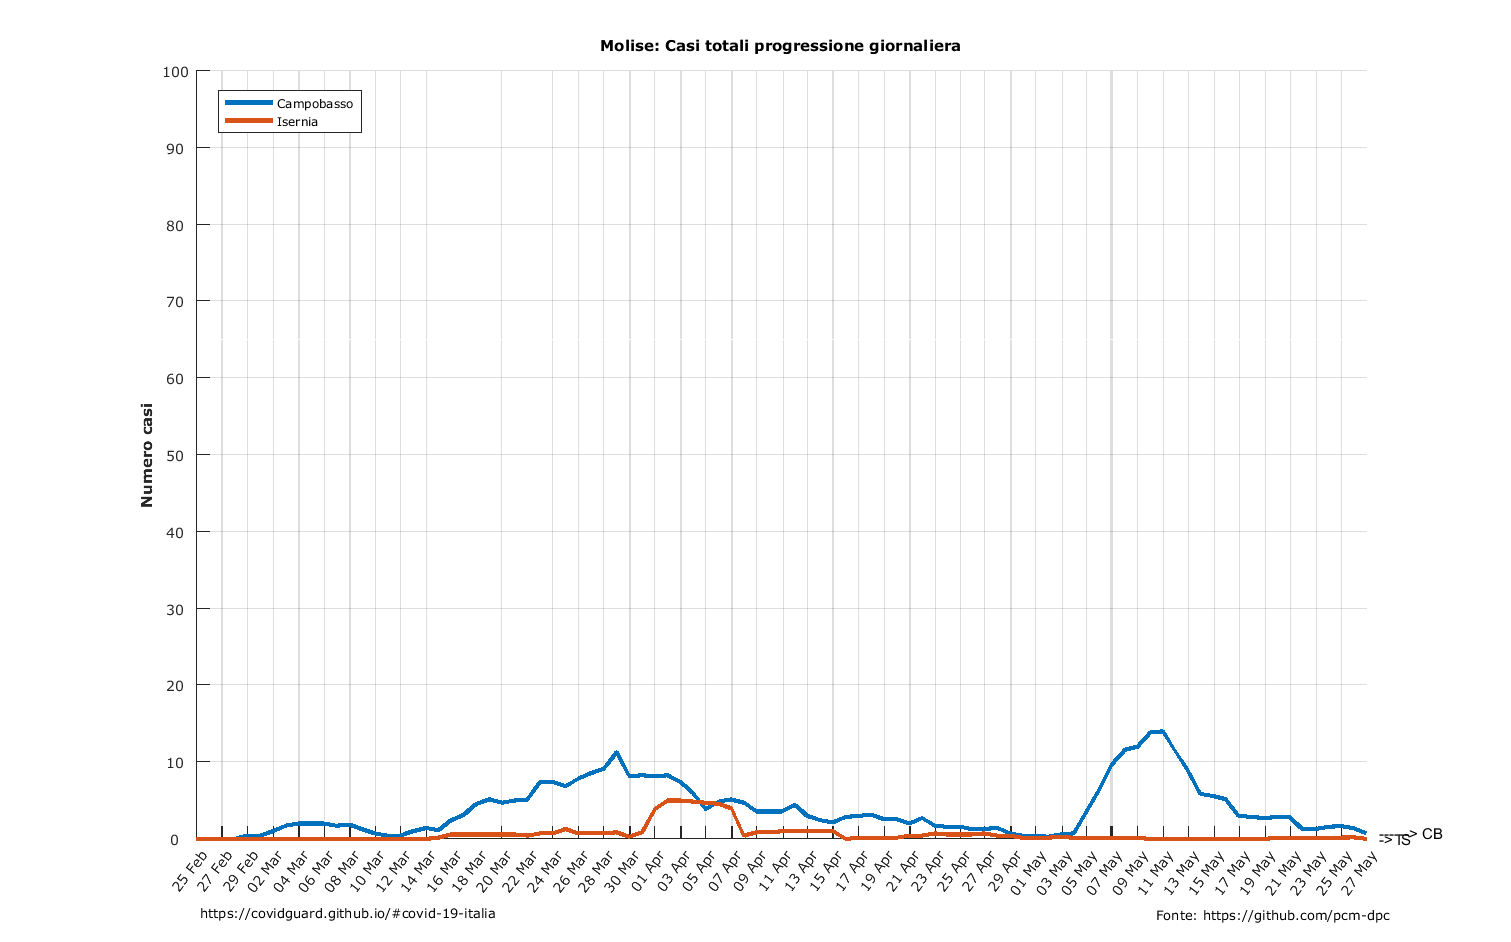 Molise: Casi totali progressione giornaliera
100
90
80
70
60
50
40
30
20
10
0
Numero casi
Campobasso
Isernia
------> CB
-> IS
25 Feb
27 Feb
29 Feb
02 Mar
04 Mar
06 Mar
08 Mar
10 Mar
12 Mar
14 Mar
16 Mar
18 Mar
20 Mar
22 Mar
24 Mar
26 Mar
28 Mar
30 Mar
01 Apr
03 Apr
05 Apr
07 Apr
09 Apr
11 Apr
13 Apr
15 Apr
17 Apr
19 Apr
21 Apr
23 Apr
25 Apr
27 Apr
29 Apr
01 May
03 May
05 May
07 May
09 May
11 May
13 May
15 May
17 May
19 May
21 May
23 May
25 May
27 May
https://covidguard.github.io/#covid-19-italia
Fonte: https://github.com/pcm-dpc